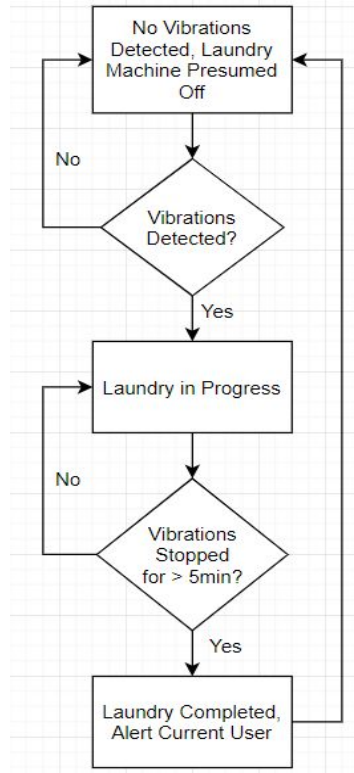 No Vibrations
Detected, Laundry
Machine Presumed
Off
No
Vibrations
Detected?
Yes
Laundry in Progress
No
Vibrations
Stopped
for > 5min?
Yes
Laundry Completed,
Alert Current User